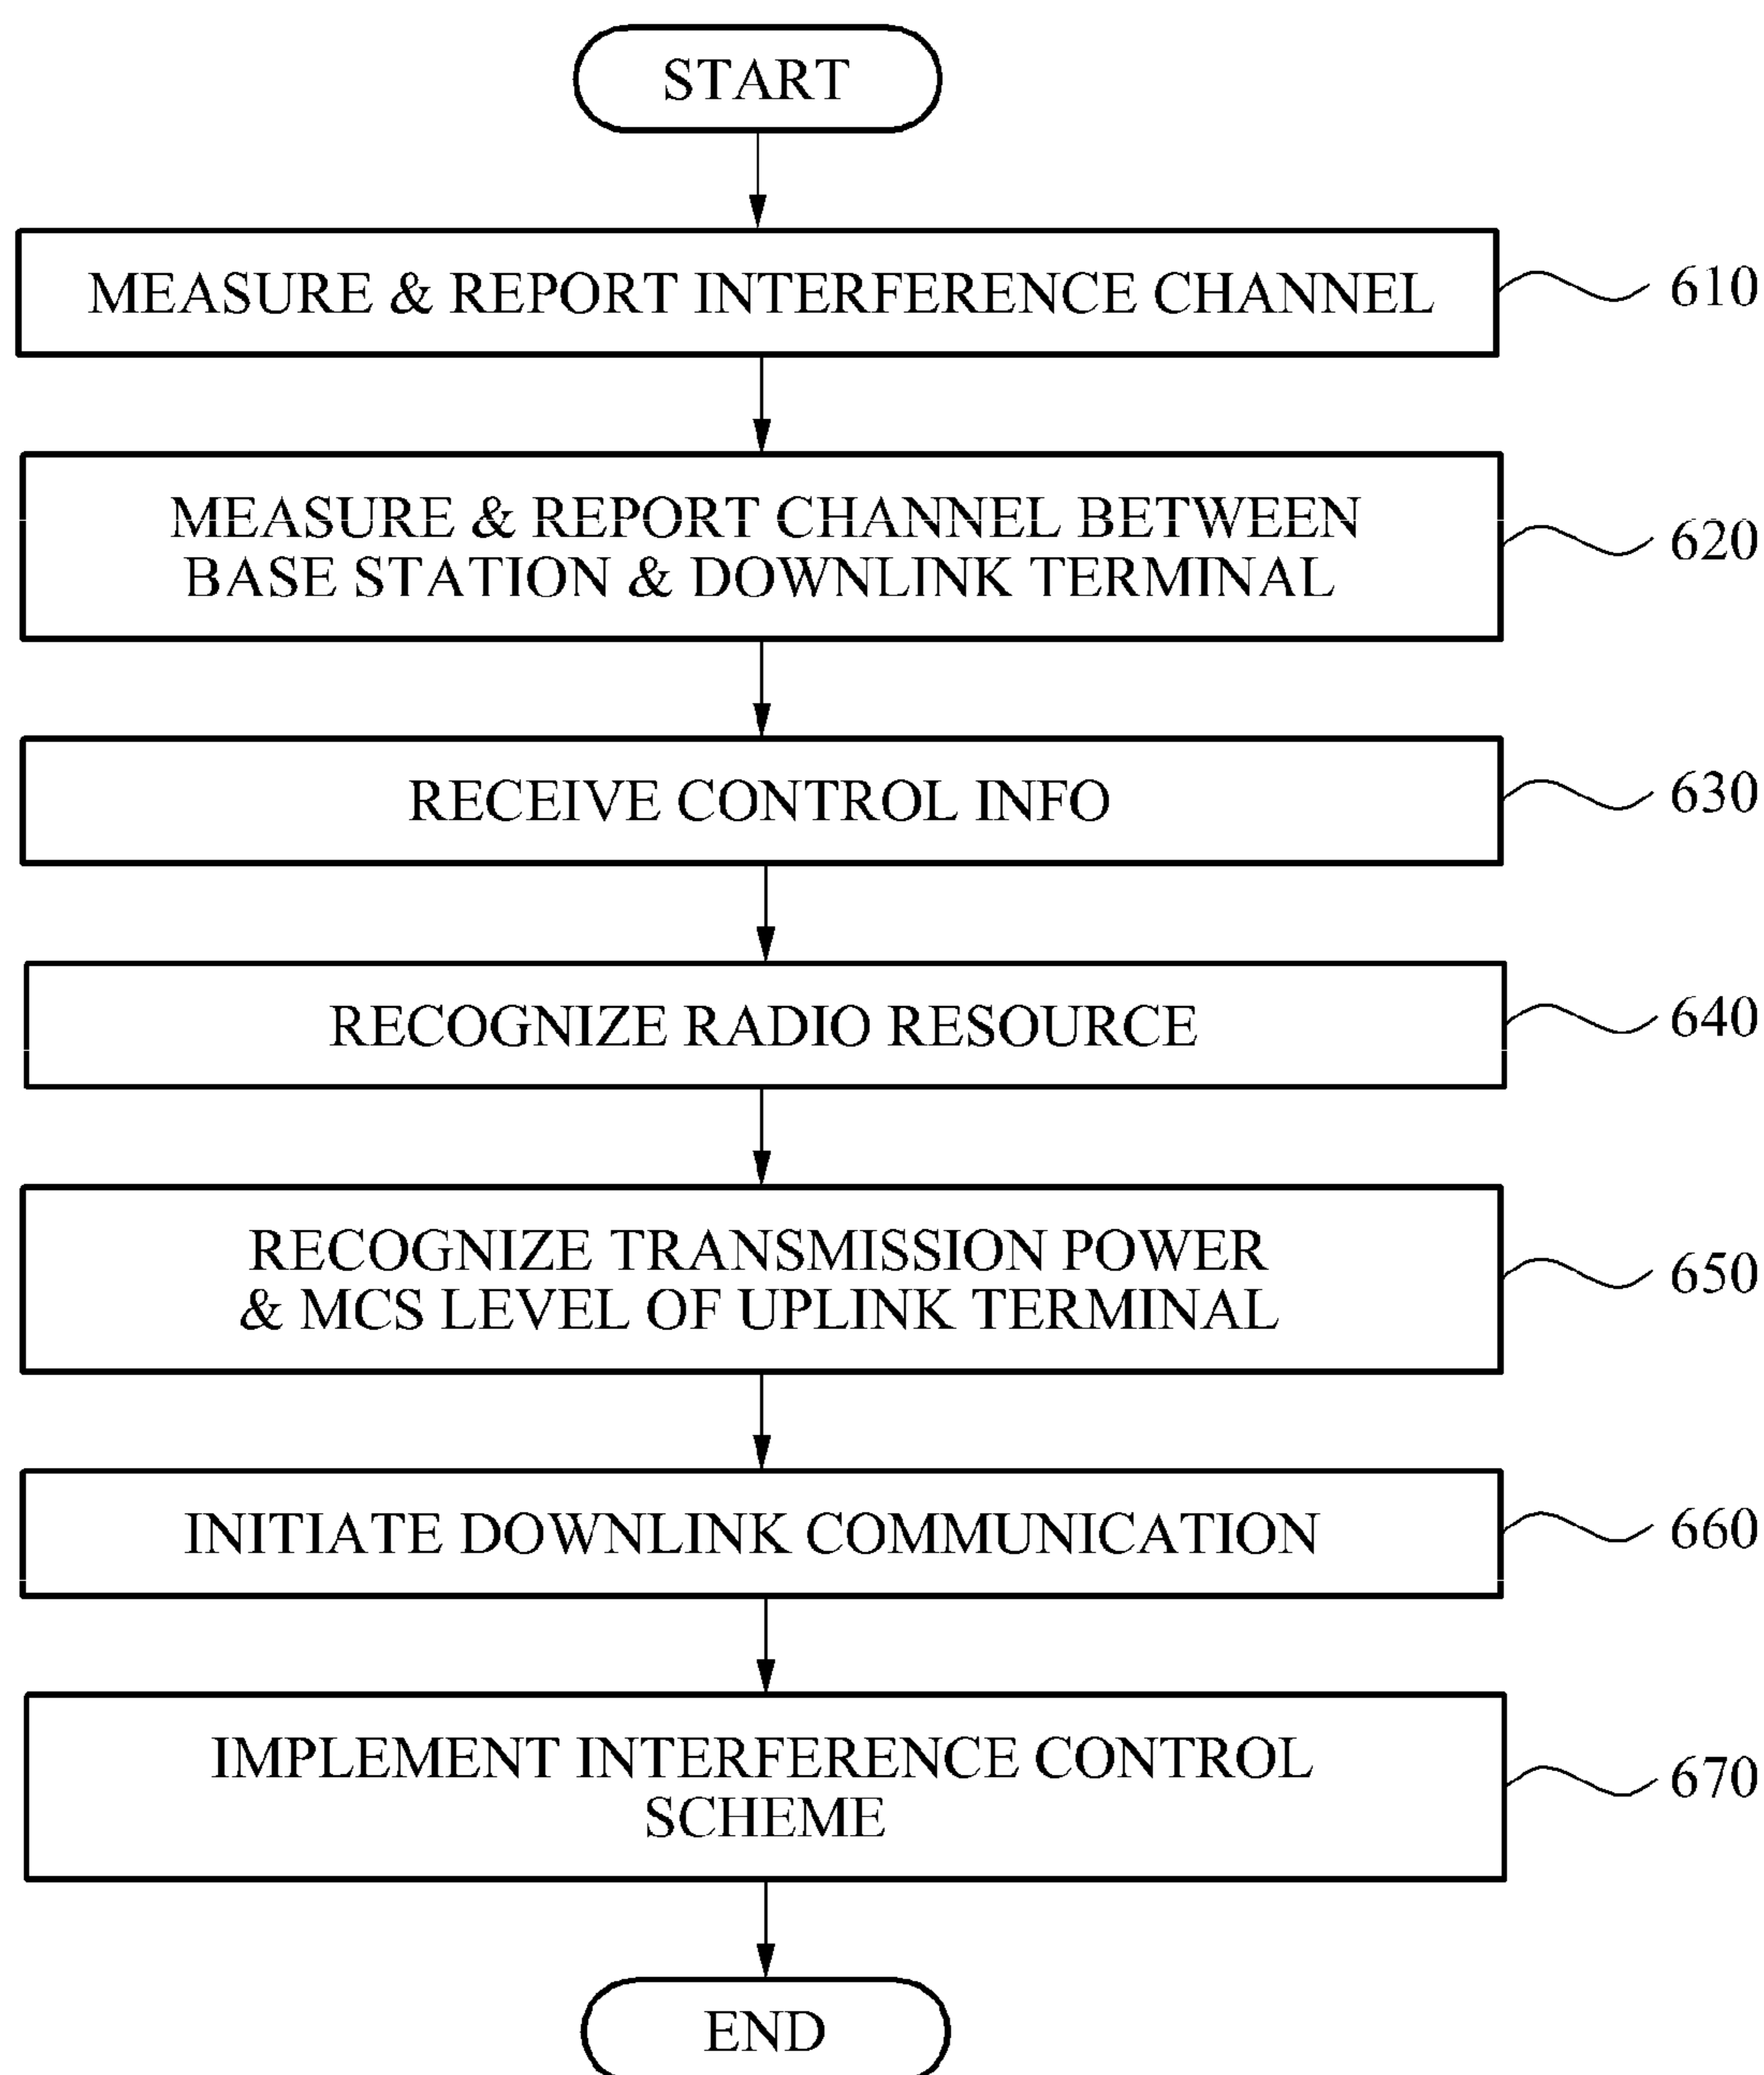 START
MEASURE & REPORT INTERFERENCE CHANNEL
610
MEASURE & REPORT CHANNEL BETWEEN
BASE STATION & DOWNLINK TERMINAL
620
RECEIVE CONTROL INFO
630
RECOGNIZE RADIO RESOURCE
640
RECOGNIZE TRANSMISSION POWER
& MCS LEVEL OF UPLINK TERMINAL
650
INITIATE DOWNLINK COMMUNICATION
660
IMPLEMENT INTERFERENCE CONTROL
SCHEME
670
END